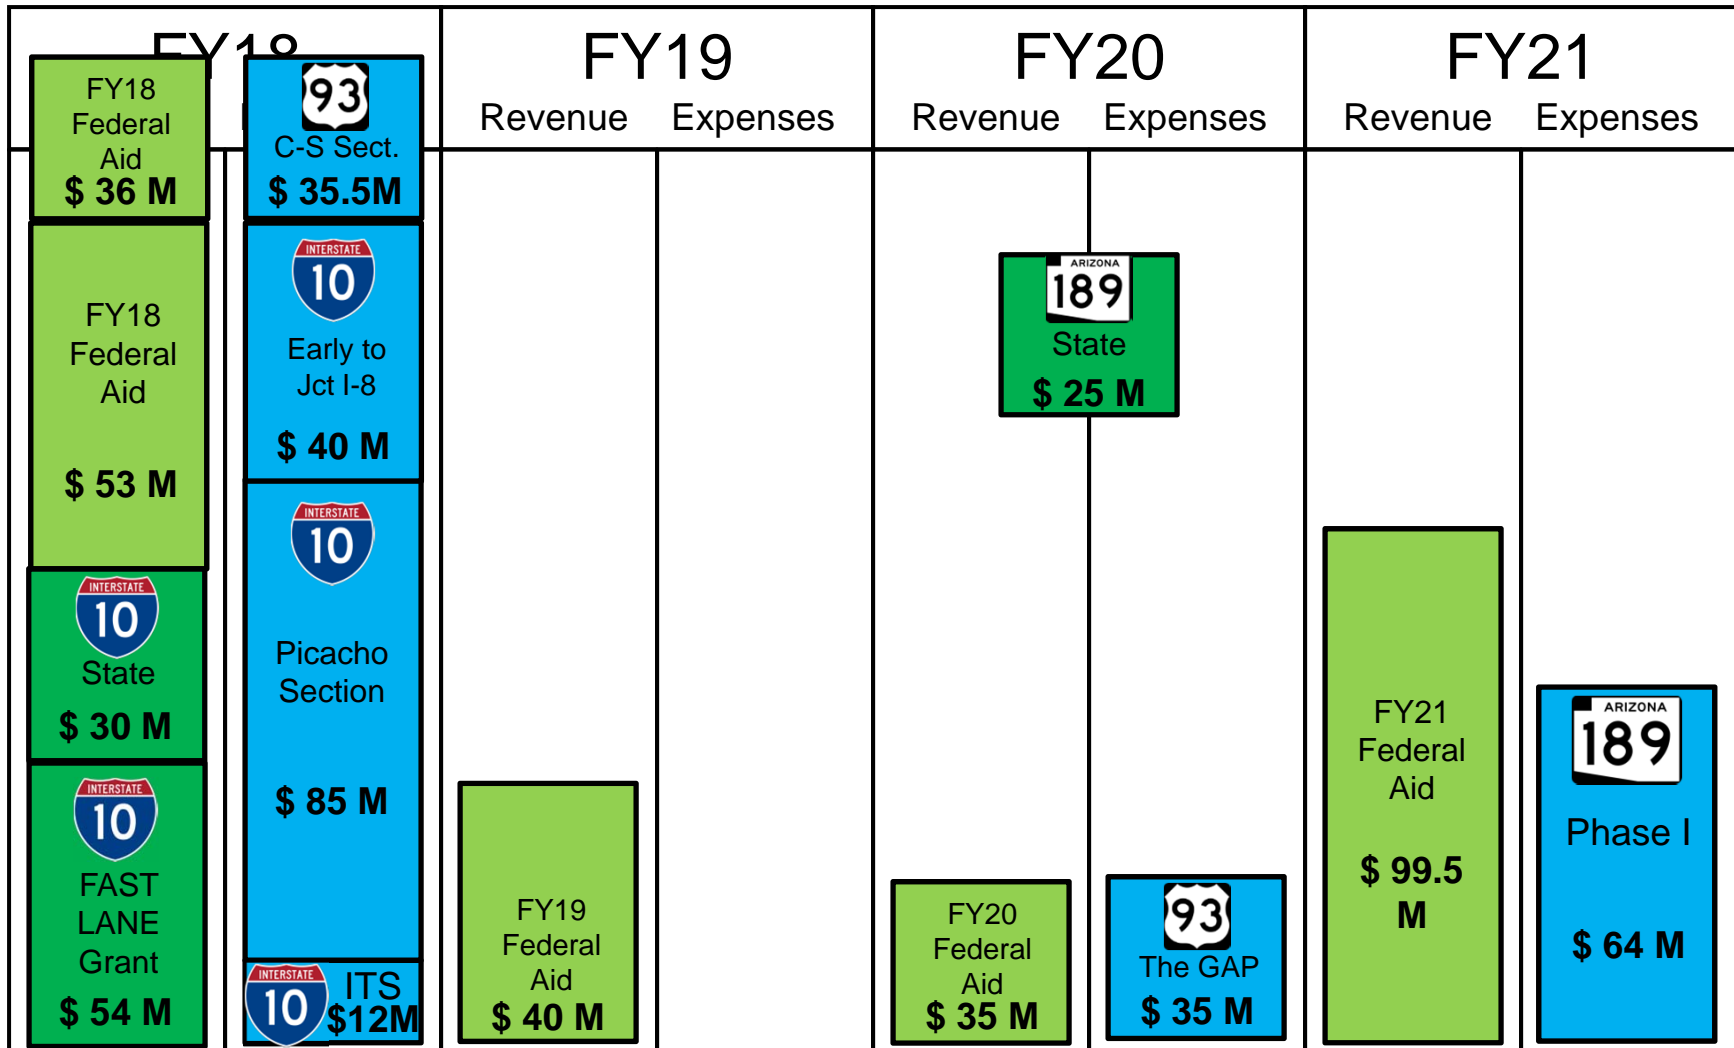 FY18
FY19
FY20
FY21
Revenue Expenses
Revenue Expenses
Revenue Expenses
FY18
Federal
Aid
$ 36 M
FY18
Federal
Aid
$ 53 M
INTERSTATE
10
State
$ 30 M
INTERSTATE
10
FAST
LANE
Grant
$ 54 M
93
C-S Sect.
$ 35.5M
INTERSTATE
10
Early to
Jct I-8
$ 40 M
INTERSTATE
10
Picacho
Section
$ 85 M
INTERSTATE
10
ITS
$12M
FY19
Federal
Aid
$ 40 M
ARIZONA
189
State
$ 25 M
FY20
Federal
Aid
$ 35 M
93
The GAP
$ 35 M
FY21
Federal
Aid
$ 99.5
M
ARIZONA
189
Phase I
$ 64 M